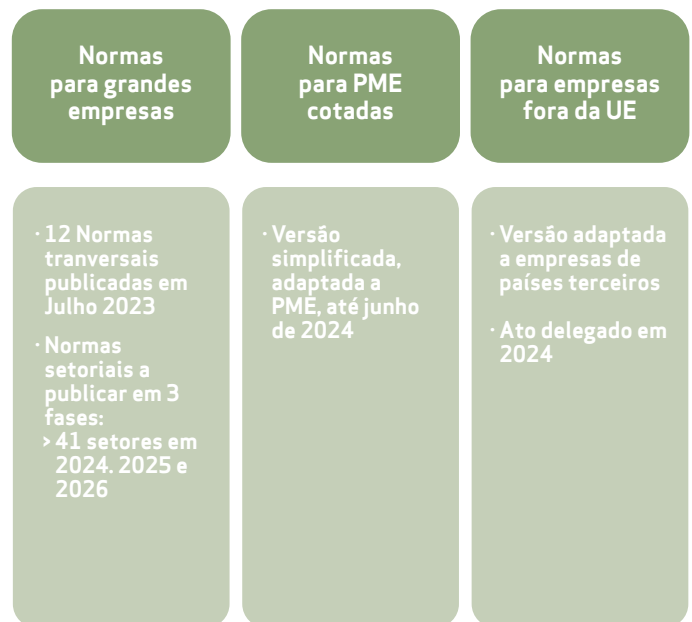 Normas
para grandes
empresas
Normas
para PME
cotadas
Normas
para empresas
fora da UE
· 12 Normas
tranversais
publicadas em
Julho 2023
· Normas
setoriais a
publicar em 3
fases:
> 41 setores em
2024. 2025 e
2026
· Versão
simplificada,
adaptada a
PME, até junho
de 2024
· Versão adaptada
a empresas de
países terceiros
· Ato delegado em
2024